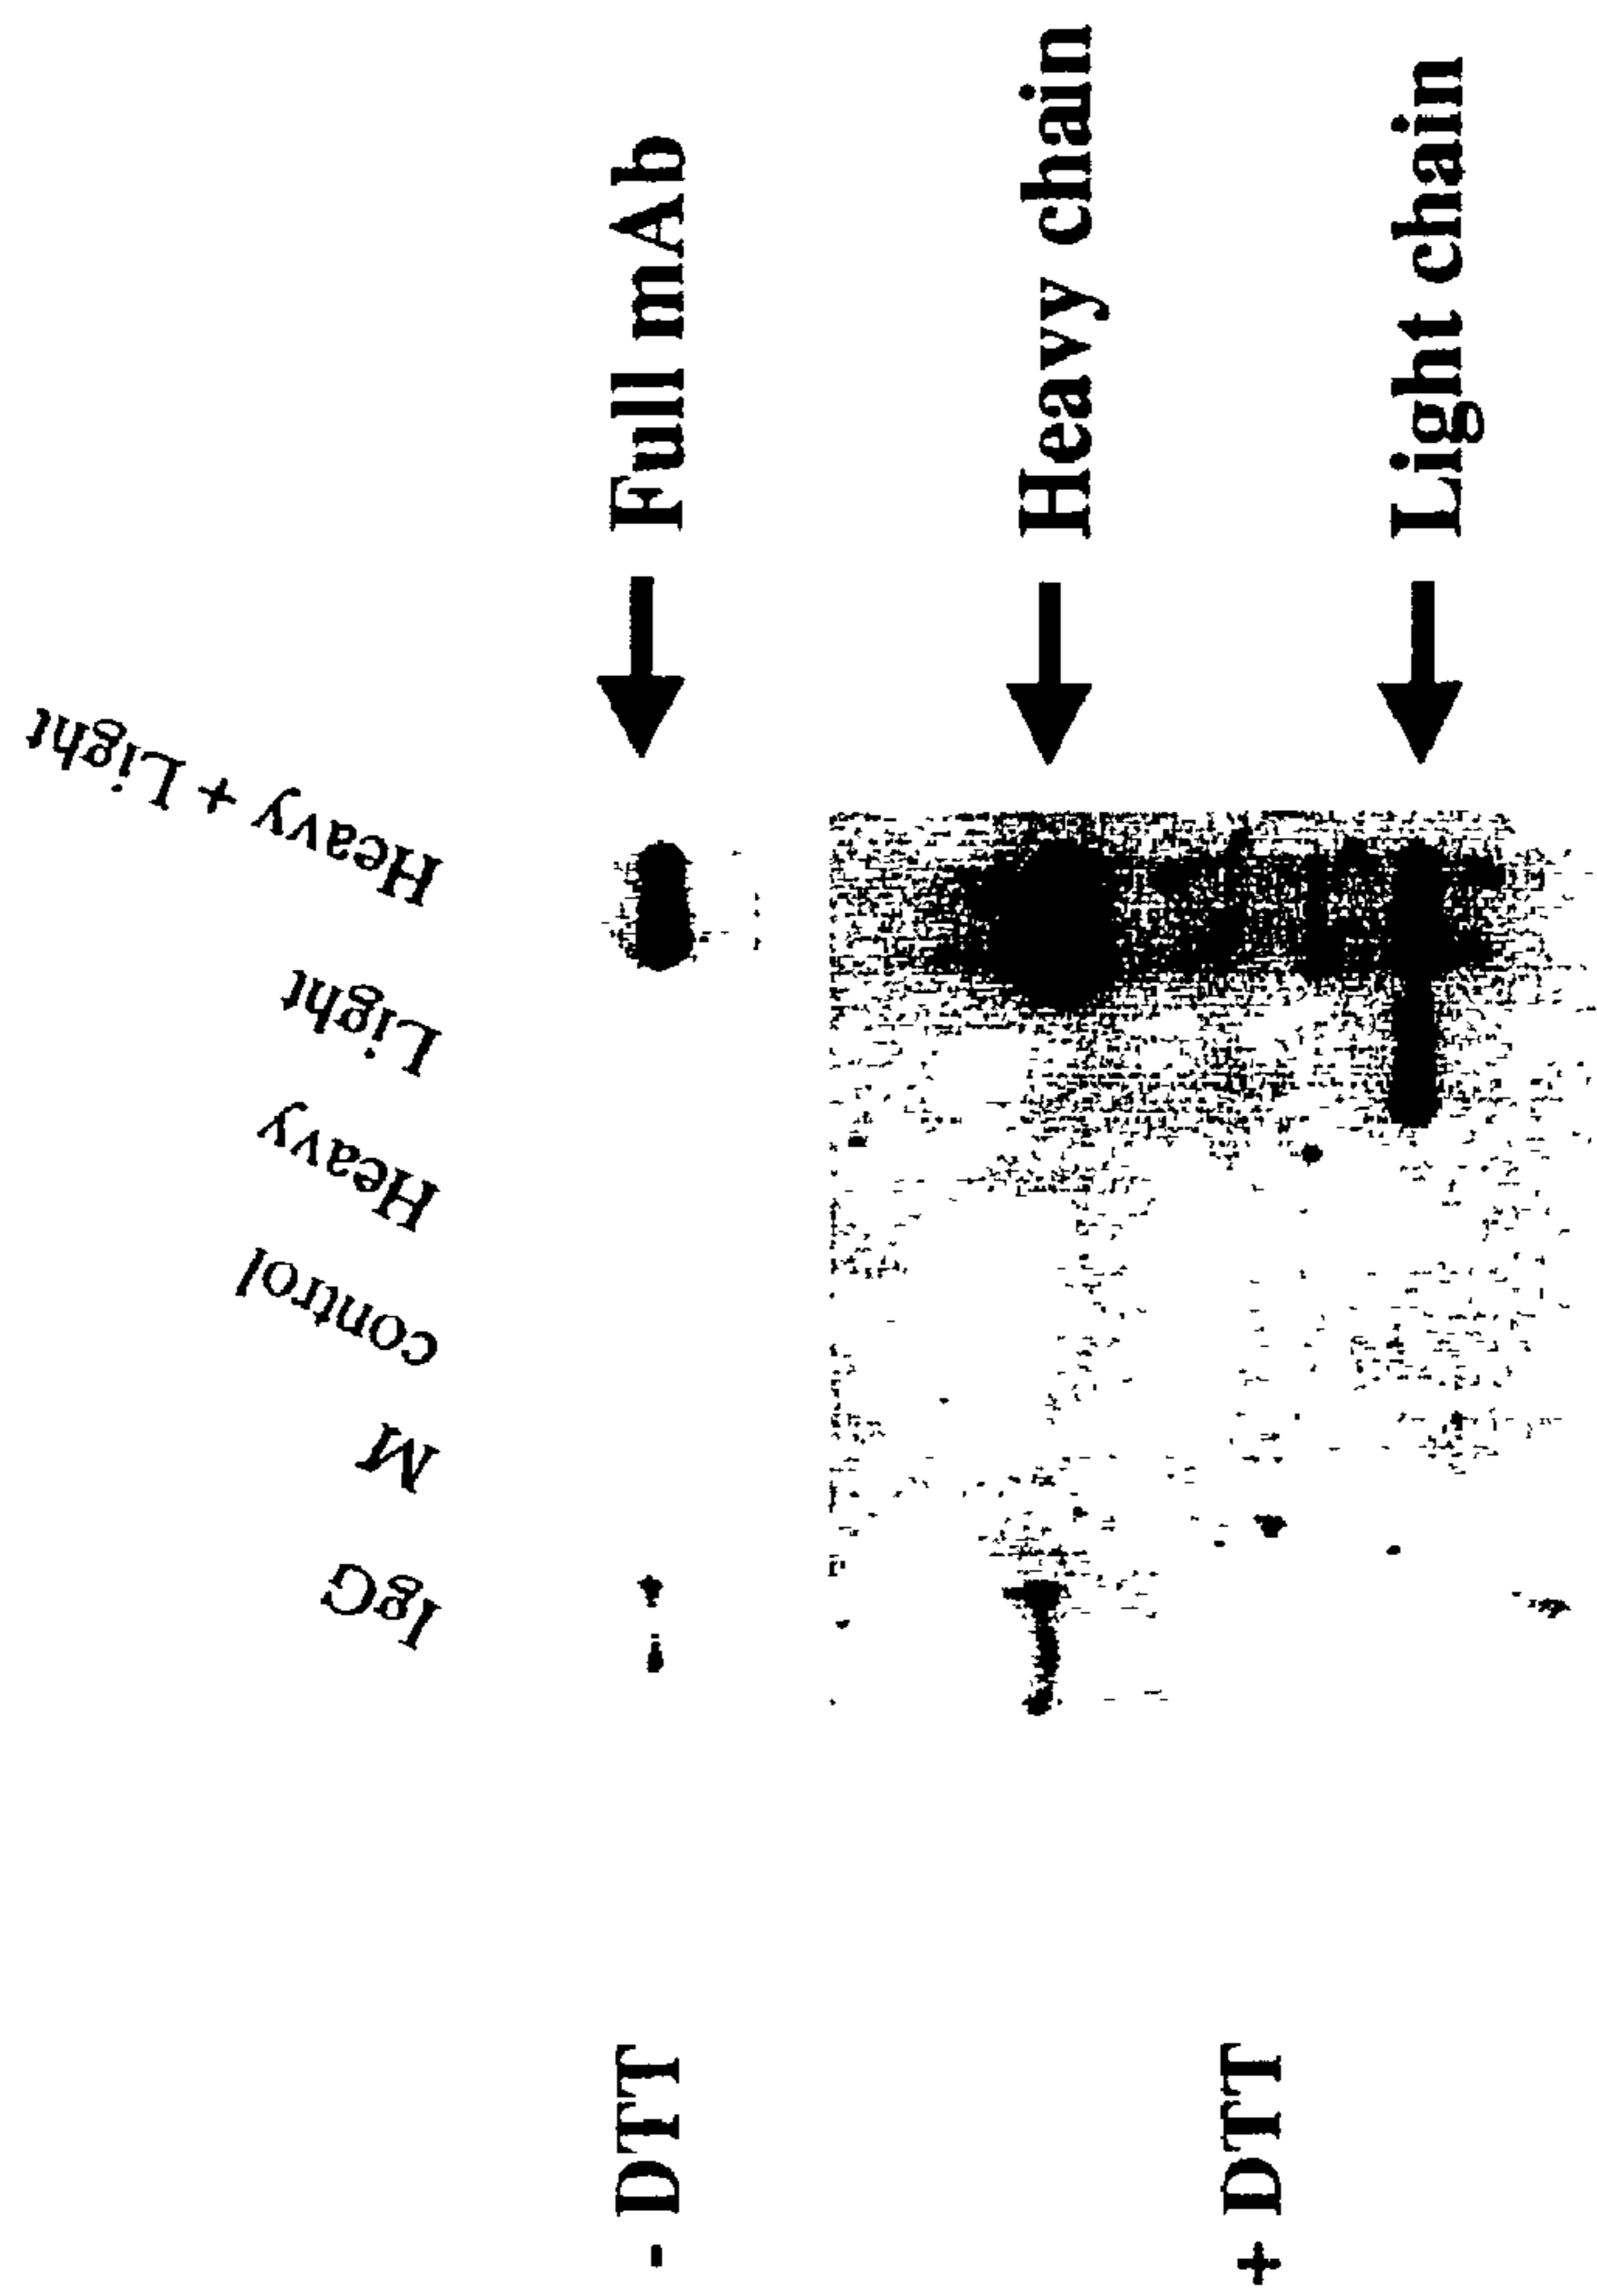 IgG
M
control
Heavy
Light
Heavy + Light
- DTT
Full mAb
+ DTT
Heavy chain
Light chain